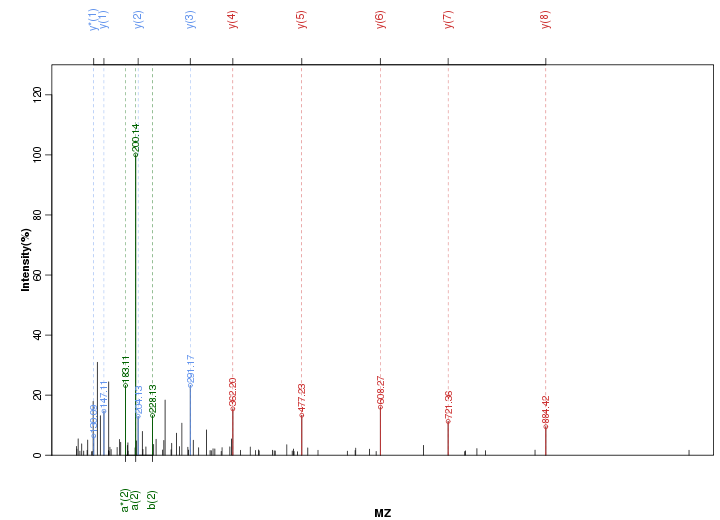 y*(1)
y(1)
y(2)
y(3)
y(4)
y(5)
y(6)
y(7)
y(8)
Intensity(%)
0
20
40
60
80
100
120
147.11
183.11
200.14
204.13
228.13
291.17
362.20
477.23
608.27
721.36
884.42
a*(2)
a(2)
b(2)
MZ